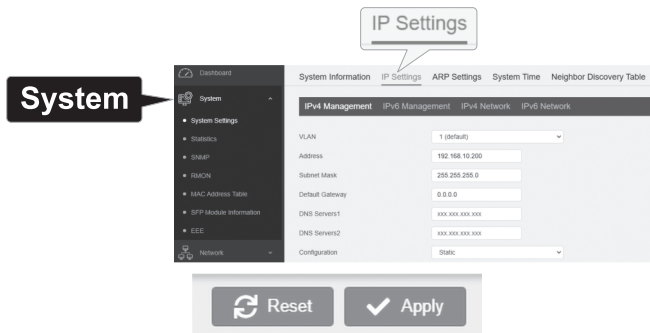 IP Settings
Dashboard
System Information IP Settings ARP Settings System Time Neighbor Discovery Table
System
System
IPv4 Management IPv6 Management IPv4 Network IPv6 Network
System Settings
Statistics
VLAN 1 (default)
SNMP
Address 192.168.10.200
RMON
Subnet Mask 255.255.255.0
MAC Address Table
Default Gateway 0.0.0.0
SFP Module Information
DNS Servers1 xxx.xxx.xxx.xxx
EEE
DNS Servers2 xxx.xxx.xxx.xxx
Network
Configuration Static
Reset Apply